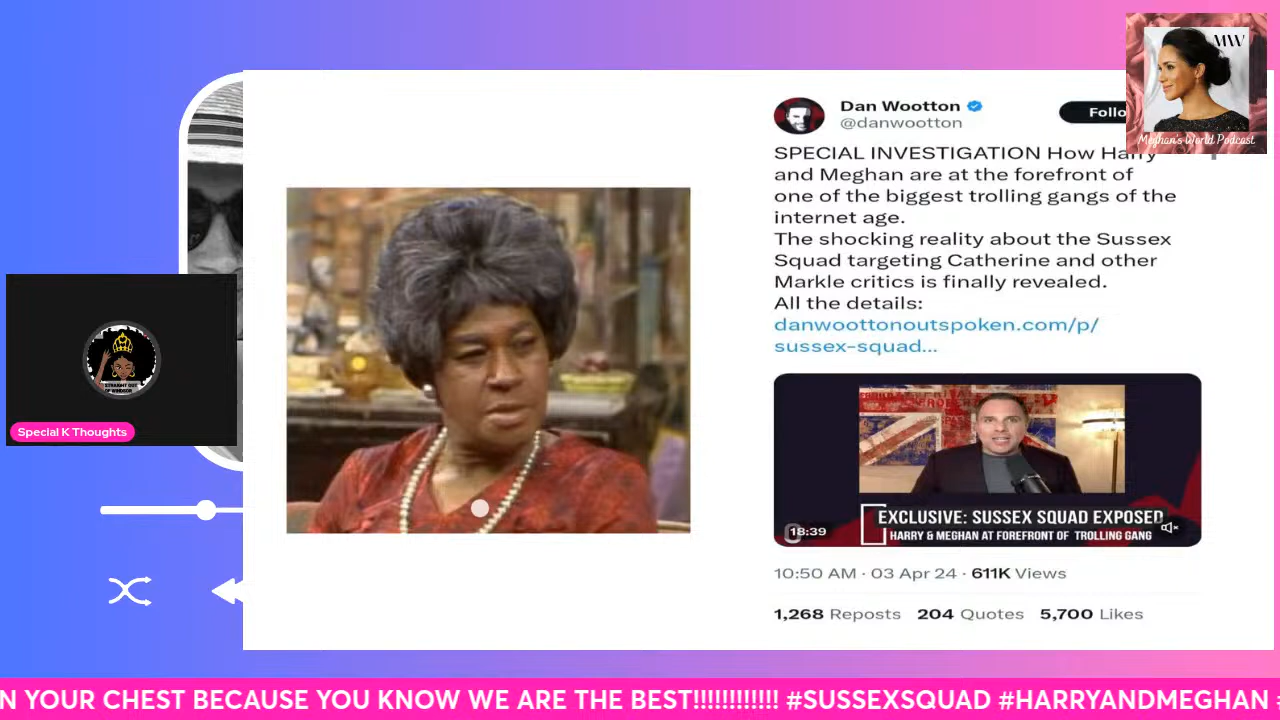 MW
Meghan's World Podcast
Dan Wootton
@danwootton
Follo
SPECIAL INVESTIGATION How Harry
and Meghan are at the forefront of
one of the biggest trolling gangs of the
internet age.
The shocking reality about the Sussex
Squad targeting Catherine and other
Markle critics is finally revealed.
All the details:
danwoottonoutspoken.com/p/
sussex-squad...
EXCLUSIVE: SUSSEX SQUAD EXPOSED
HARRY & MEGHAN AT FOREFRONT OF TROLLING GANG
18:39
10:50 AM · 03 Apr 24 · 611K Views
1,268 Reposts 204 Quotes 5,700 Likes
STRAIGHT OUT
OF WINDSOR
Special K Thoughts
N YOUR CHEST BECAUSE YOU KNOW WE ARE THE BEST!!!!!!!!!!!! #SUSSEXSQUAD #HARRYANDMEGHAN #